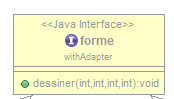 <<Java Interface>>
I forme
withAdapter
dessiner(int,int,int,int):void